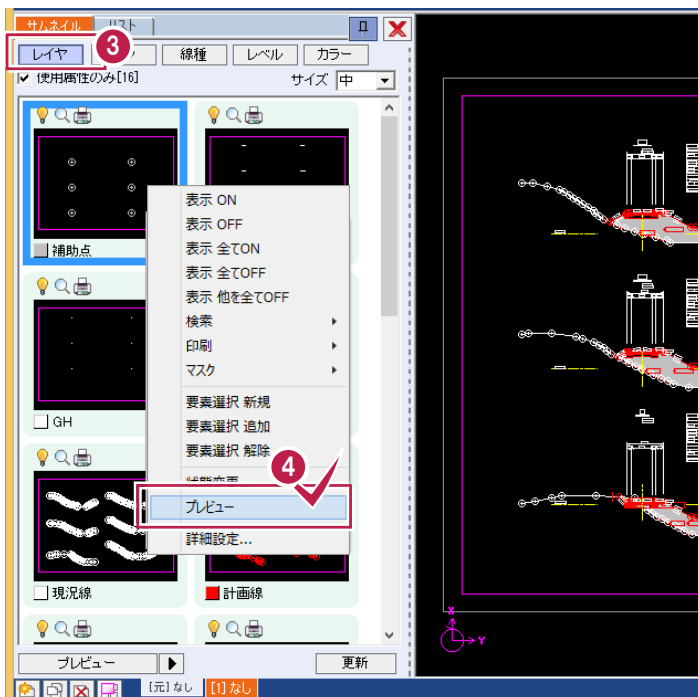 サムネイル リスト
レイヤ 3 線種 レベル カラー
使用属性のみ[16] サイズ 中
補助点
表示 ON
表示 OFF
表示 全てON
表示 全てOFF
表示 他を全てOFF
検索
印刷
マスク
要素選択 新規
要素選択 追加
要素選択 解除
4
状態変更
プレビュー
詳細設定...
GH
現況線 計画線
X
Y
プレビュー 更新
[元] なし [1] なし